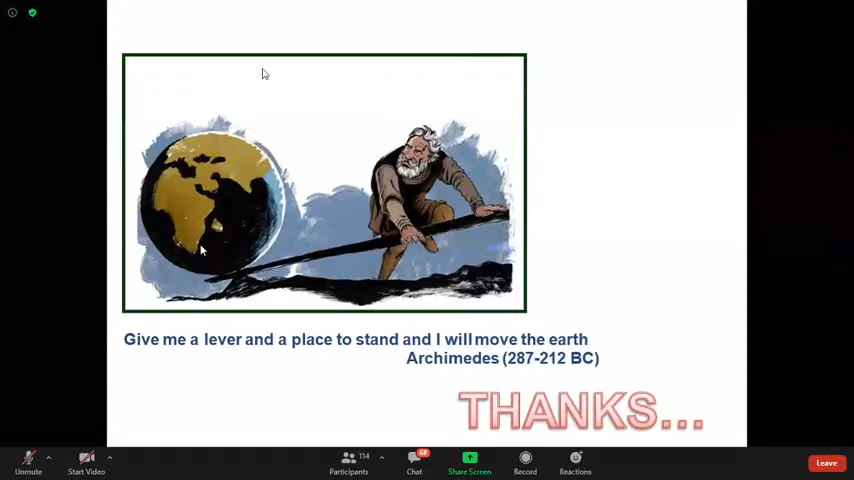 Give me a lever and a place to stand and I will move the earth
Archimedes (287-212 BC)
THANKS...
Unmute
Start Video
114
Participants
68
Chat
Share Screen
Record
Reactions
Leave